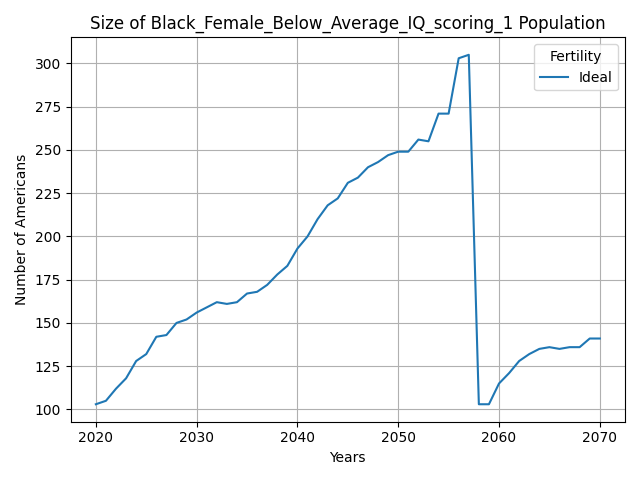 Size of Black_Female_Below_Average_IQ_scoring_1 Population
Fertility
Ideal
Number of Americans
300
275
250
225
200
175
150
125
100
2020 2030 2040 2050 2060 2070
Years